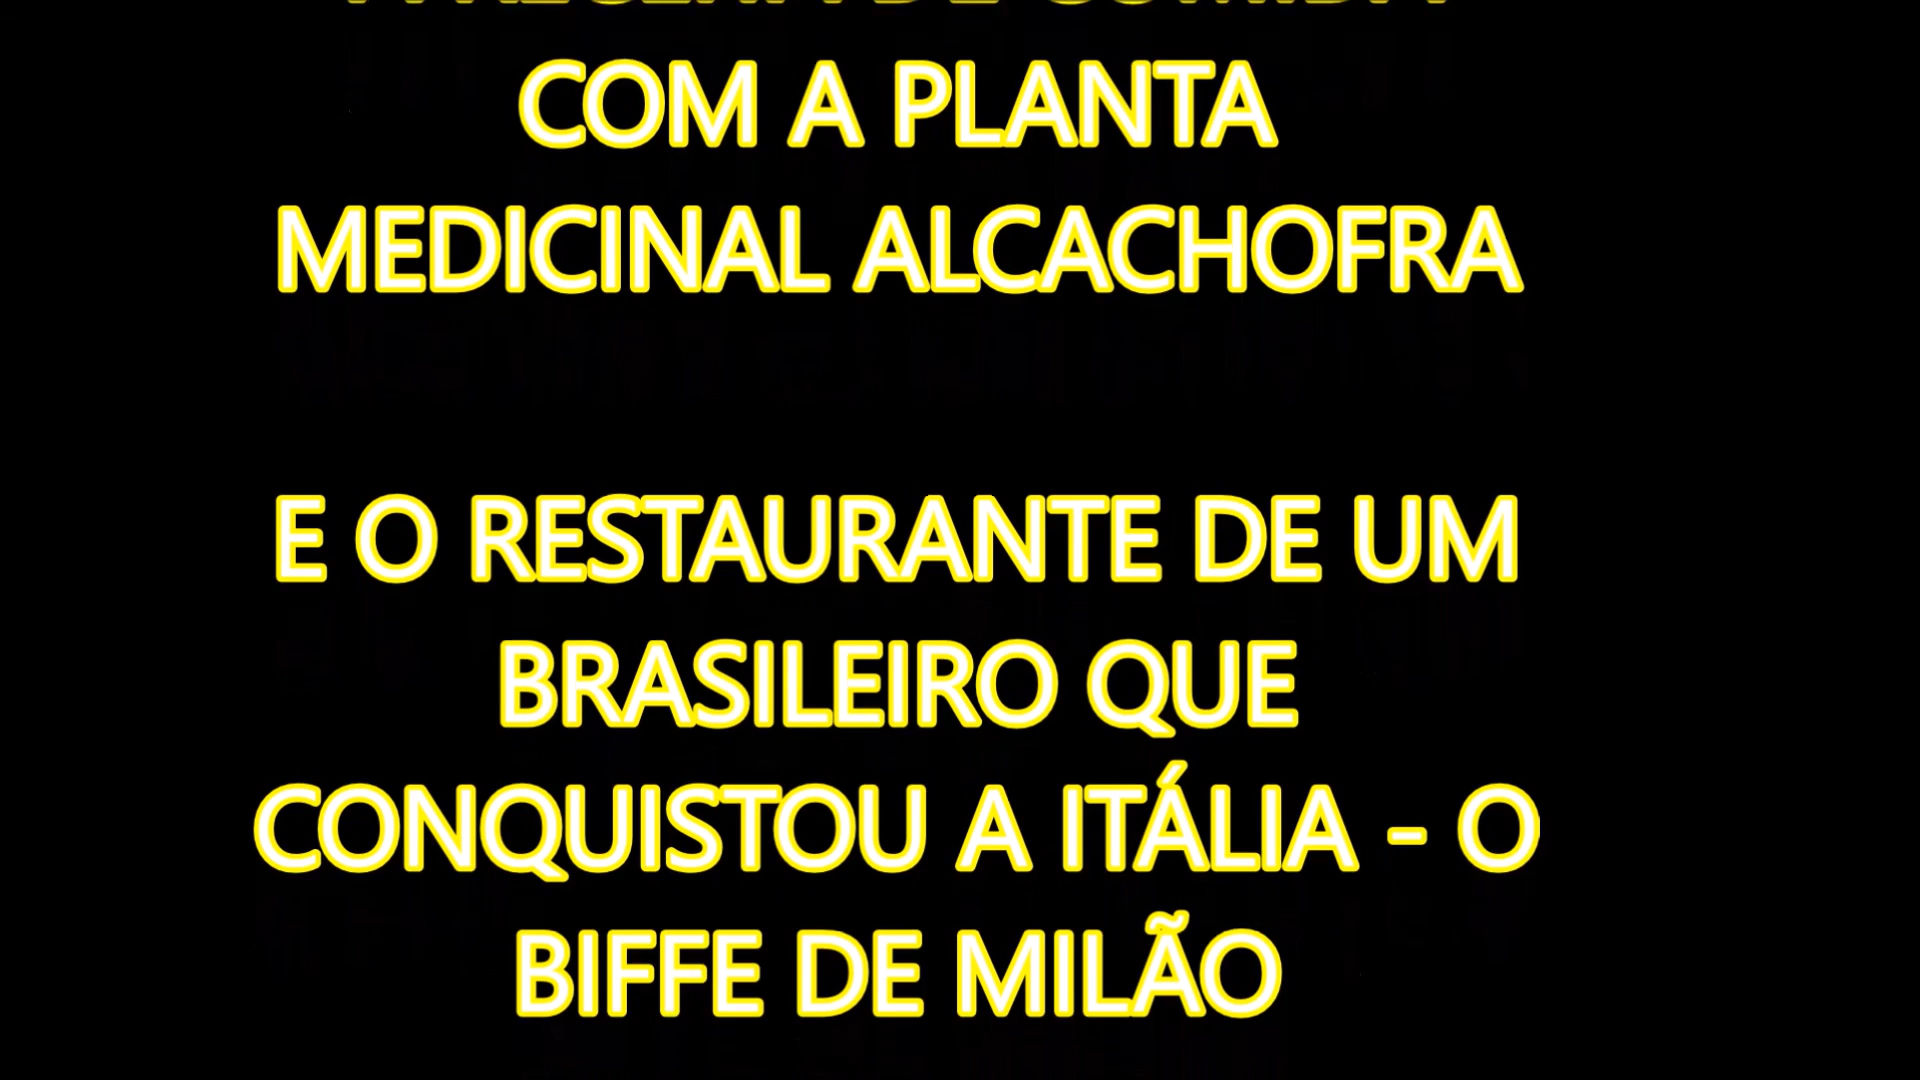 COM A PLANTA
MEDICINAL ALCACHOFRA
E O RESTAURANTE DE UM
BRASILEIRO QUE
CONQUISTOU A ITÁLIA - O
BIFFE DE MILÃO